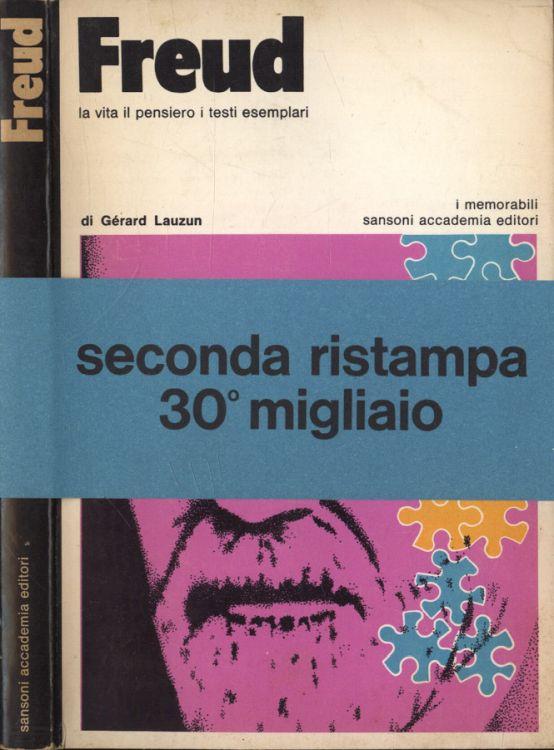 Freud
sansoni accademia editori
Freud
la vita il pensiero i testi esemplari
i memorabili
di Gérard Lauzun
sansoni accademia editori
seconda ristampa
30° migliaio